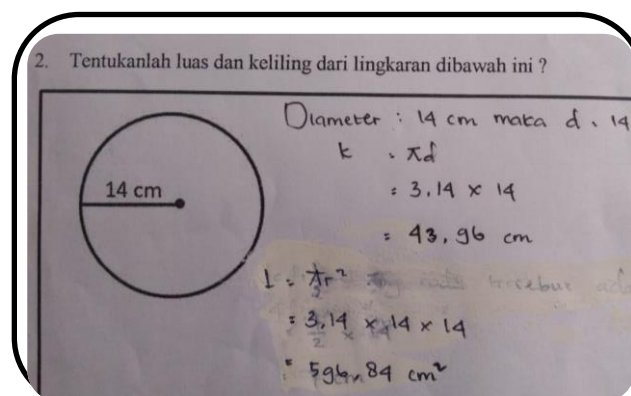 2. Tentukanlah luas dan keliling dari lingkaran dibawah ini ?
14 cm
Diameter : 14 cm maka d = 14
k = πd
= 3,14 x 14
= 43,96 cm
L = πr²
= 3,14 x 14 x 14
= 596,84 cm²